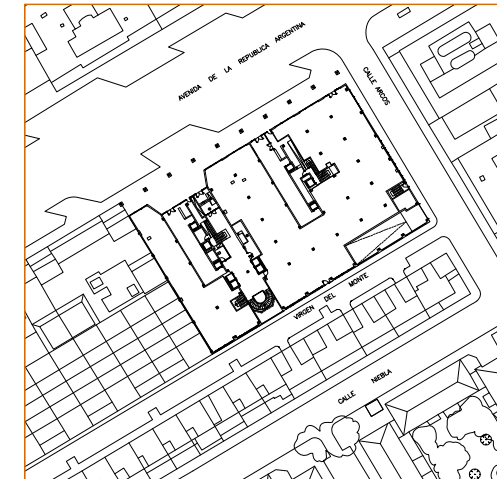 AVENIDA DE LA REPUBLICA ARGENTINA
CALLE ARCOS
VIRGEN DEL MONTE
CALLE NIEBLA